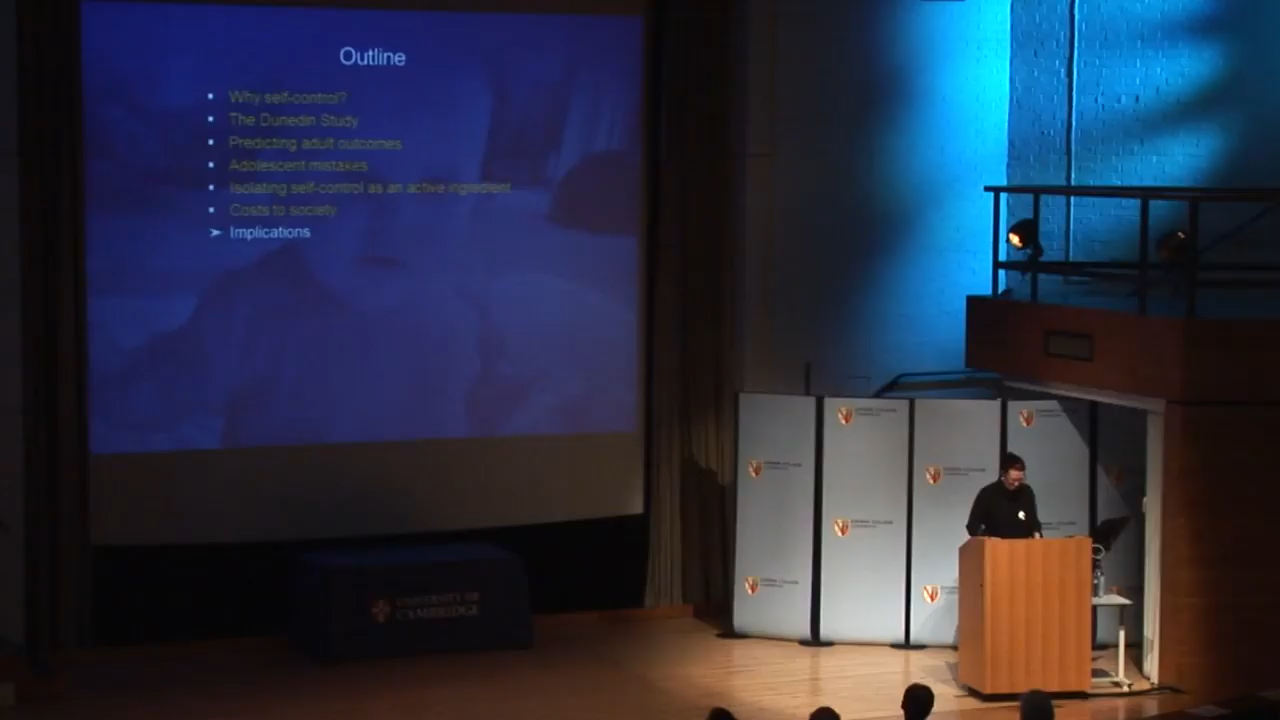 Outline
Why self-control?
The Dunedin Study
Predicting adult outcomes
Adolescent mistakes
Isolating self-control as an active ingredient
Costs to society
➢ Implications
UNIVERSITY OF
CAMBRIDGE